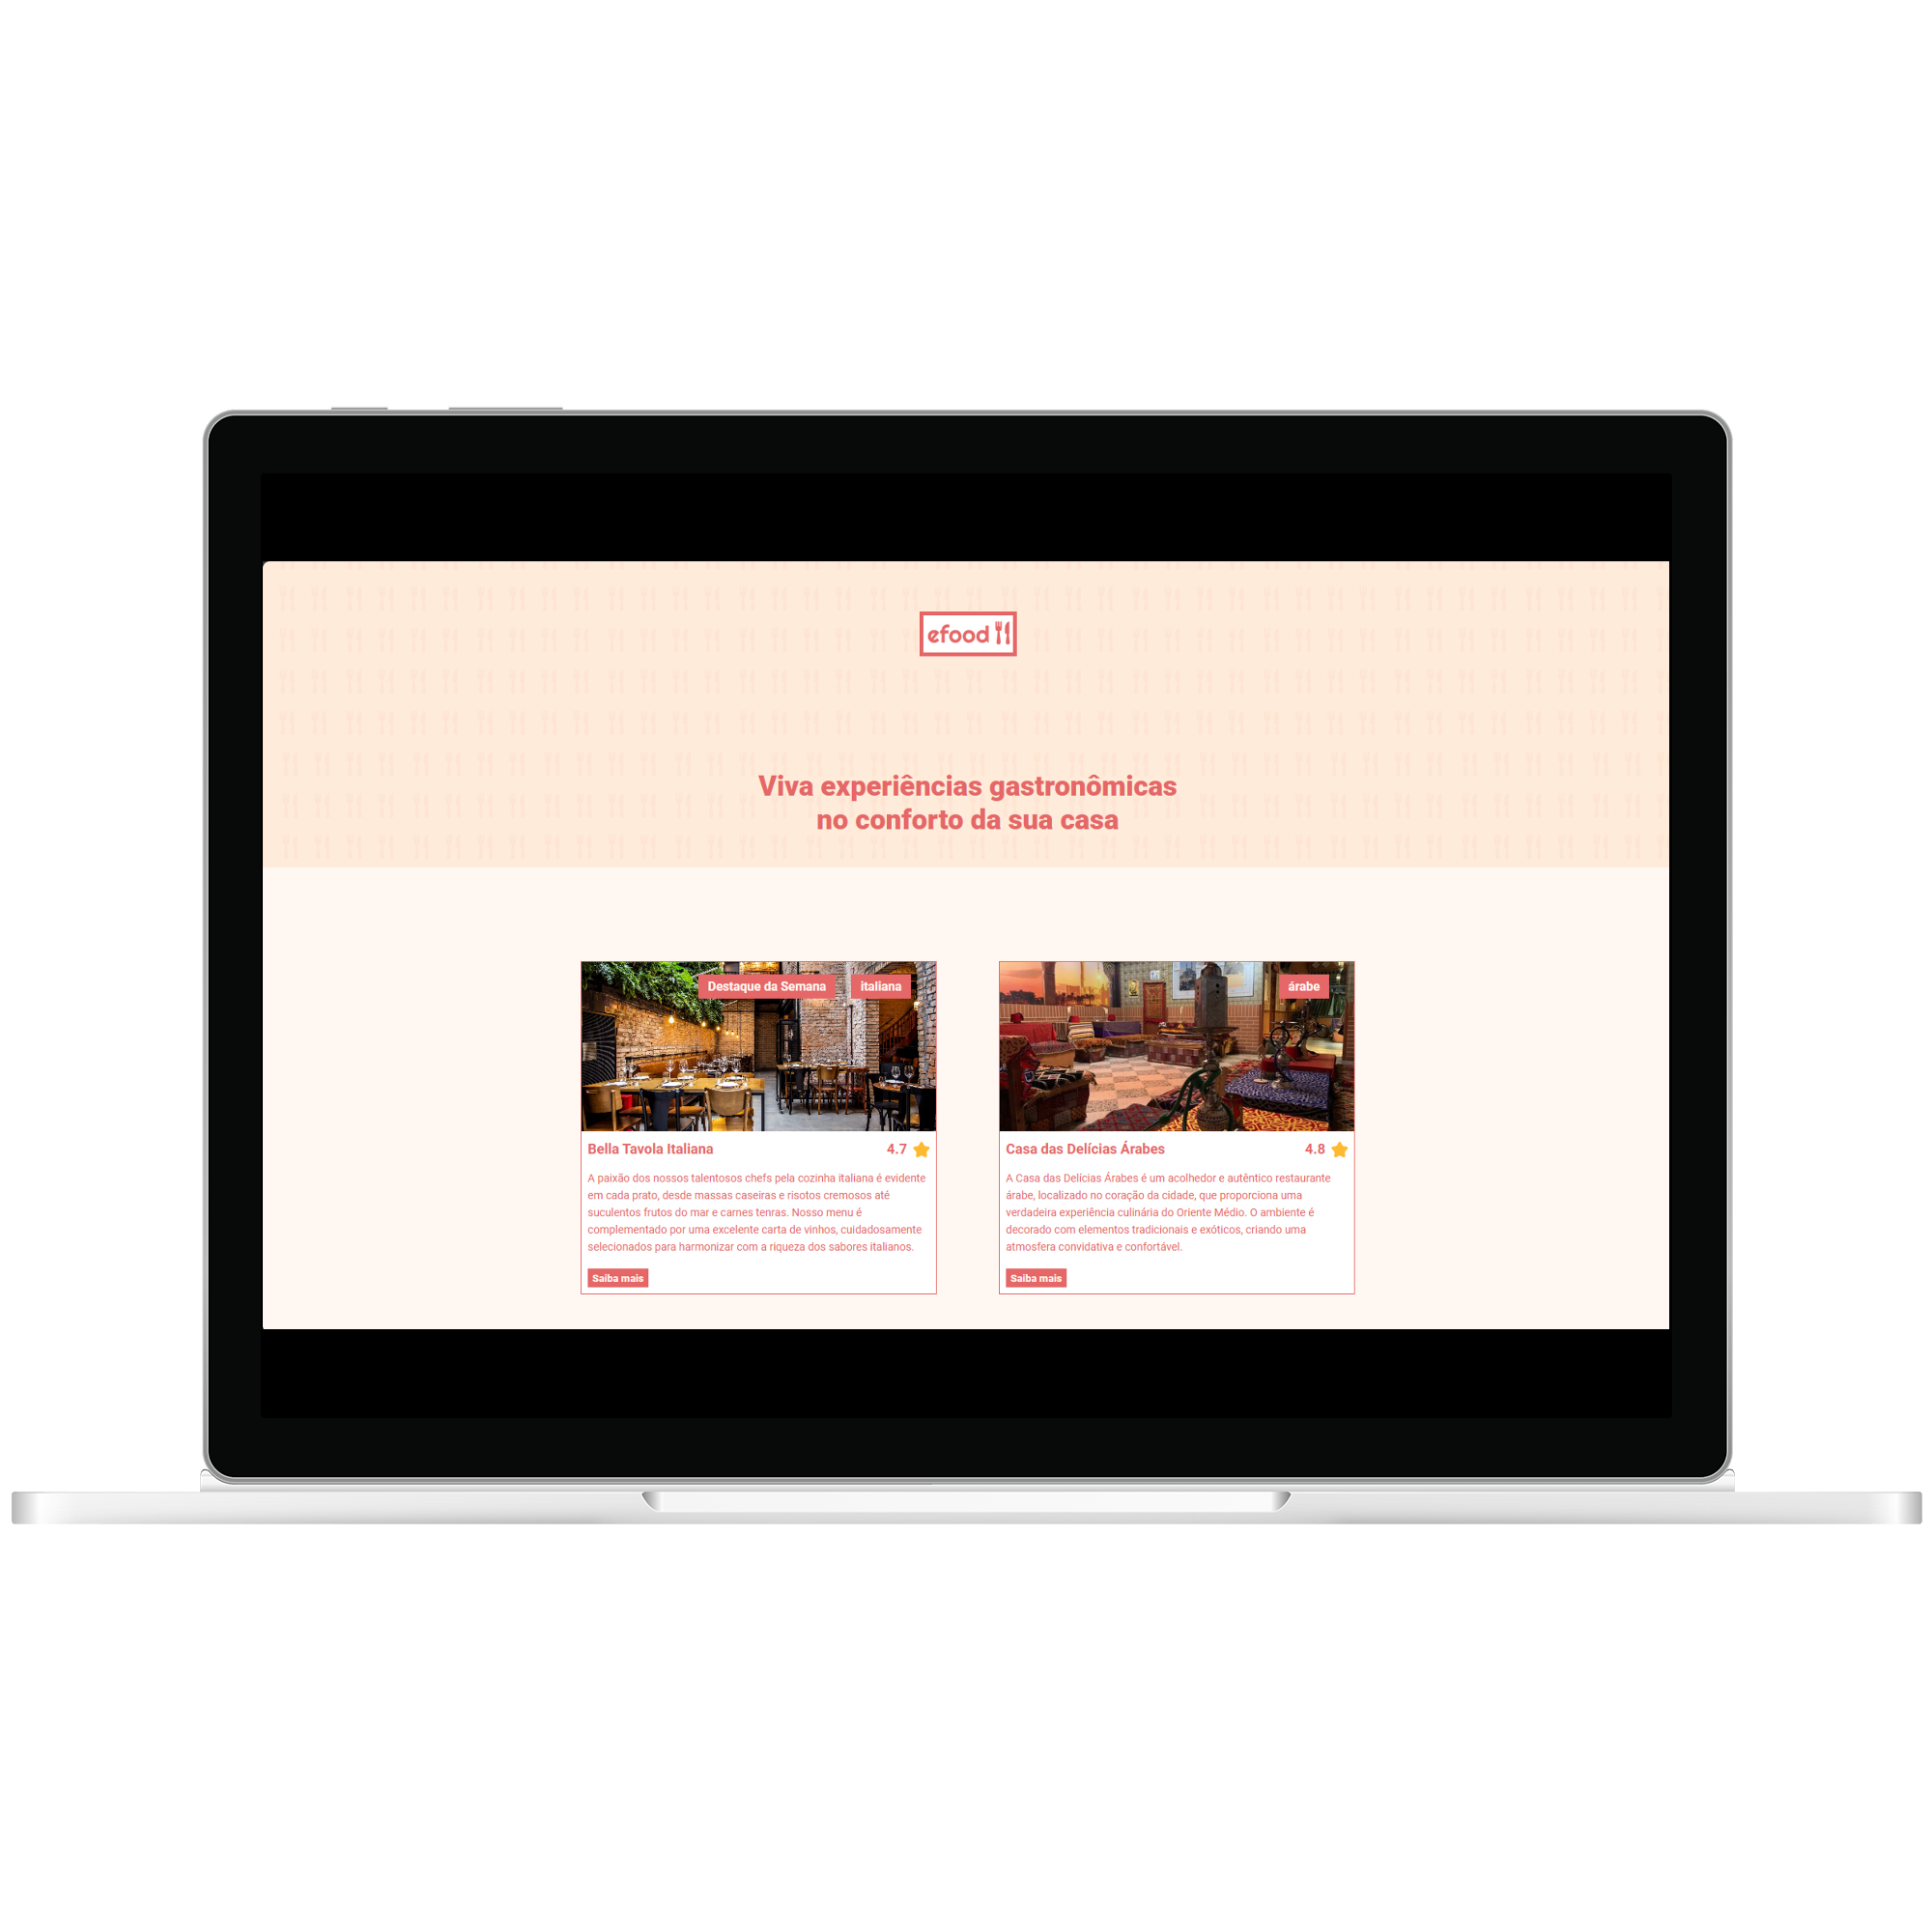 efood
Viva experiências gastronômicas
no conforto da sua casa
Destaque da Semana
italiana
Bella Tavola Italiana
4.7
A paixão dos nossos talentosos chefs pela cozinha italiana é evidente
em cada prato, desde massas caseiras e risotos cremosos até
suculentos frutos do mar e carnes tenras. Nosso menu é
complementado por uma excelente carta de vinhos, cuidadosamente
selecionados para harmonizar com a riqueza dos sabores italianos.
Saiba mais
árabe
Casa das Delícias Árabes
4.8
A Casa das Delícias Árabes é um acolhedor e autêntico restaurante
árabe, localizado no coração da cidade, que proporciona uma
verdadeira experiência culinária do Oriente Médio. O ambiente é
decorado com elementos tradicionais e exóticos, criando uma
atmosfera convidativa e confortável.
Saiba mais